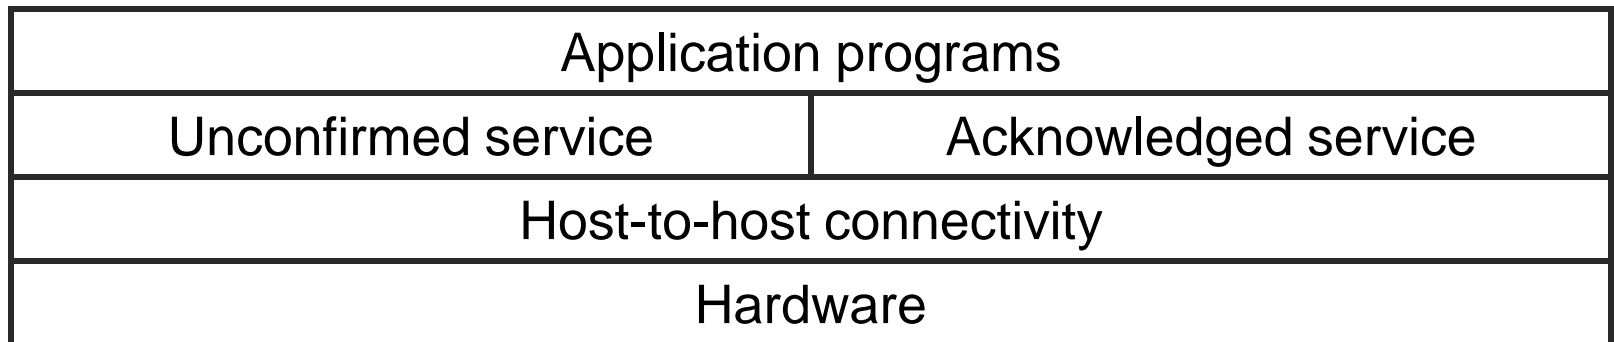 Application programs
Unconfirmed service
Acknowledged service
Host-to-host connectivity
Hardware